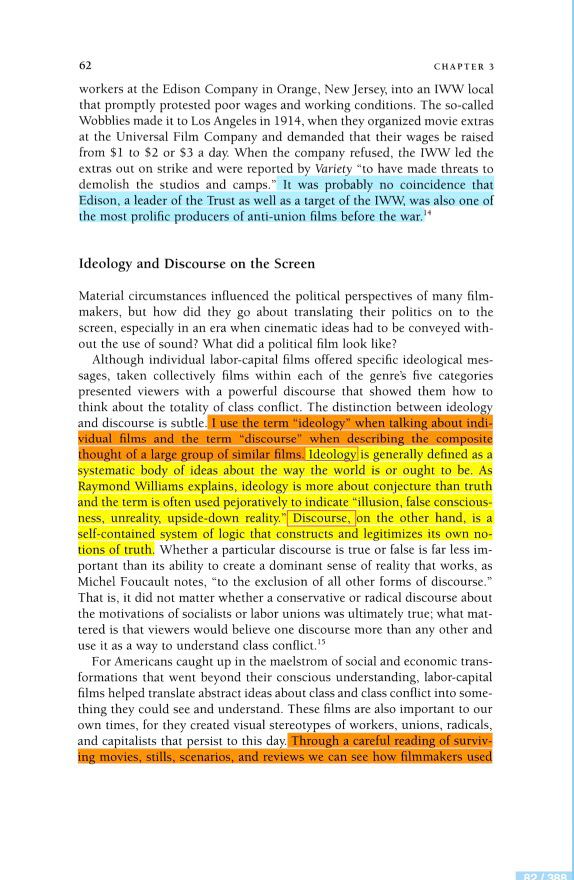 62
CHAPTER 3
workers at the Edison Company in Orange, New Jersey, into an IWW local
that promptly protested poor wages and working conditions. The so-called
Wobblies made it to Los Angeles in 1914, when they organized movie extras
at the Universal Film Company and demanded that their wages be raised
from $1 to $2 or $3 a day. When the company refused, the IWW led the
extras out on strike and were reported by Variety “to have made threats to
demolish the studios and camps.” It was probably no coincidence that
Edison, a leader of the Trust as well as a target of the IWW, was also one of
the most prolific producers of anti-union films before the war.14
Ideology and Discourse on the Screen
Material circumstances influenced the political perspectives of many film-
makers, but how did they go about translating their politics on to the
screen, especially in an era when cinematic ideas had to be conveyed with-
out the use of sound? What did a political film look like?
Although individual labor-capital films offered specific ideological mes-
sages, taken collectively films within each of the genre’s five categories
presented viewers with a powerful discourse that showed them how to
think about the totality of class conflict. The distinction between ideology
and discourse is subtle. I use the term “ideology” when talking about indi-
vidual films and the term “discourse” when describing the composite
thought of a large group of similar films. Ideology is generally defined as a
systematic body of ideas about the way the world is or ought to be. As
Raymond Williams explains, ideology is more about conjecture than truth
and the term is often used pejoratively to indicate “illusion, false conscious-
ness, unreality, upside-down reality.” Discourse, on the other hand, is a
self-contained system of logic that constructs and legitimizes its own no-
tions of truth. Whether a particular discourse is true or false is far less im-
portant than its ability to create a dominant sense of reality that works, as
Michel Foucault notes, “to the exclusion of all other forms of discourse.”
That is, it did not matter whether a conservative or radical discourse about
the motivations of socialists or labor unions was ultimately true; what mat-
tered is that viewers would believe one discourse more than any other and
use it as a way to understand class conflict.15
For Americans caught up in the maelstrom of social and economic trans-
formations that went beyond their conscious understanding, labor-capital
films helped translate abstract ideas about class and class conflict into some-
thing they could see and understand. These films are also important to our
own times, for they created visual stereotypes of workers, unions, radicals,
and capitalists that persist to this day. Through a careful reading of surviv-
ing movies, stills, scenarios, and reviews we can see how filmmakers used
82 / 388